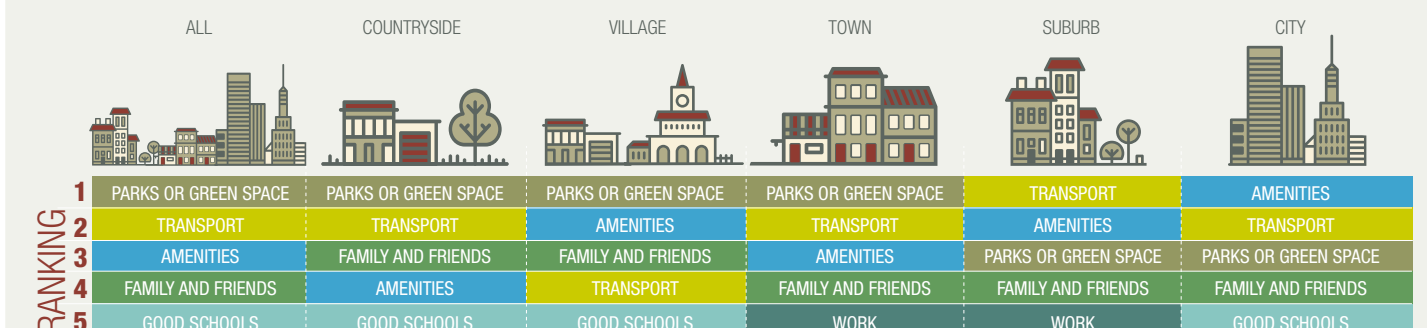 ALL COUNTRYSIDE VILLAGE TOWN SUBURB CITY
RANKING
1 PARKS OR GREEN SPACE PARKS OR GREEN SPACE PARKS OR GREEN SPACE PARKS OR GREEN SPACE TRANSPORT AMENITIES
2 TRANSPORT TRANSPORT AMENITIES TRANSPORT AMENITIES TRANSPORT
3 AMENITIES FAMILY AND FRIENDS FAMILY AND FRIENDS AMENITIES PARKS OR GREEN SPACE PARKS OR GREEN SPACE
4 FAMILY AND FRIENDS AMENITIES TRANSPORT FAMILY AND FRIENDS FAMILY AND FRIENDS FAMILY AND FRIENDS
5 GOOD SCHOOLS GOOD SCHOOLS GOOD SCHOOLS WORK WORK GOOD SCHOOLS